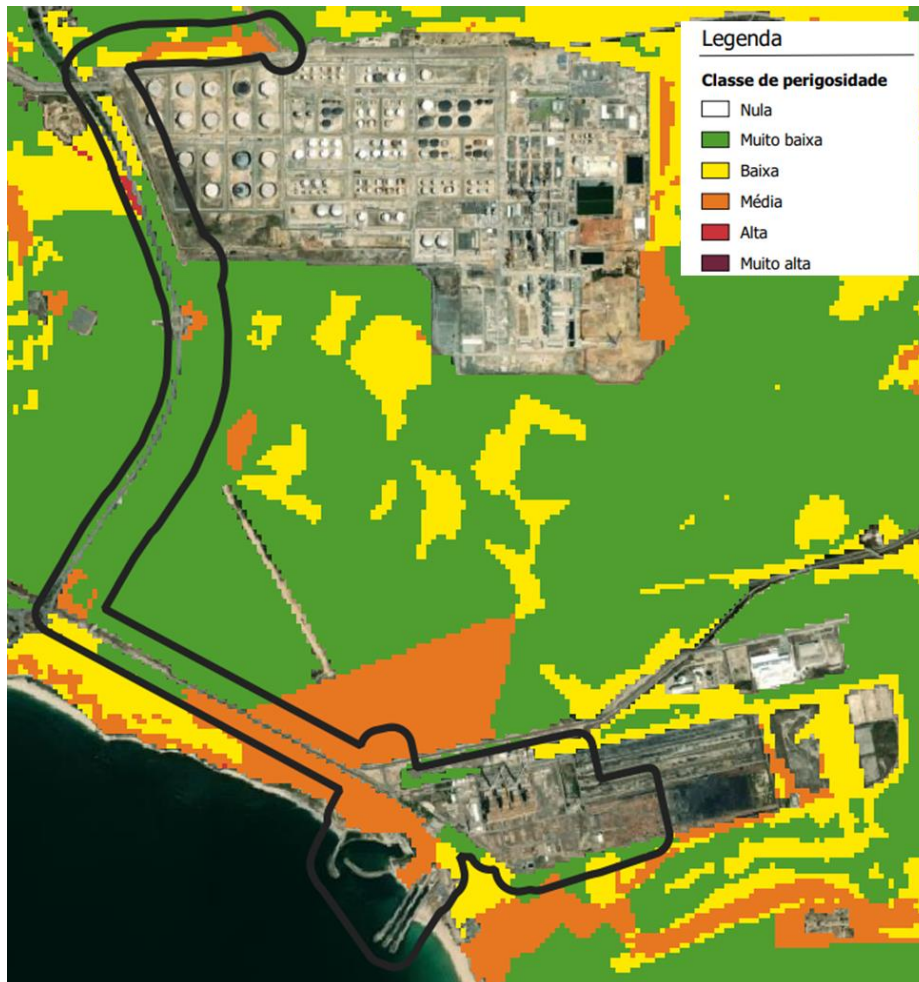 Legenda
Classe de perigosidade
Nula
Muito baixa
Baixa
Média
Alta
Muito alta